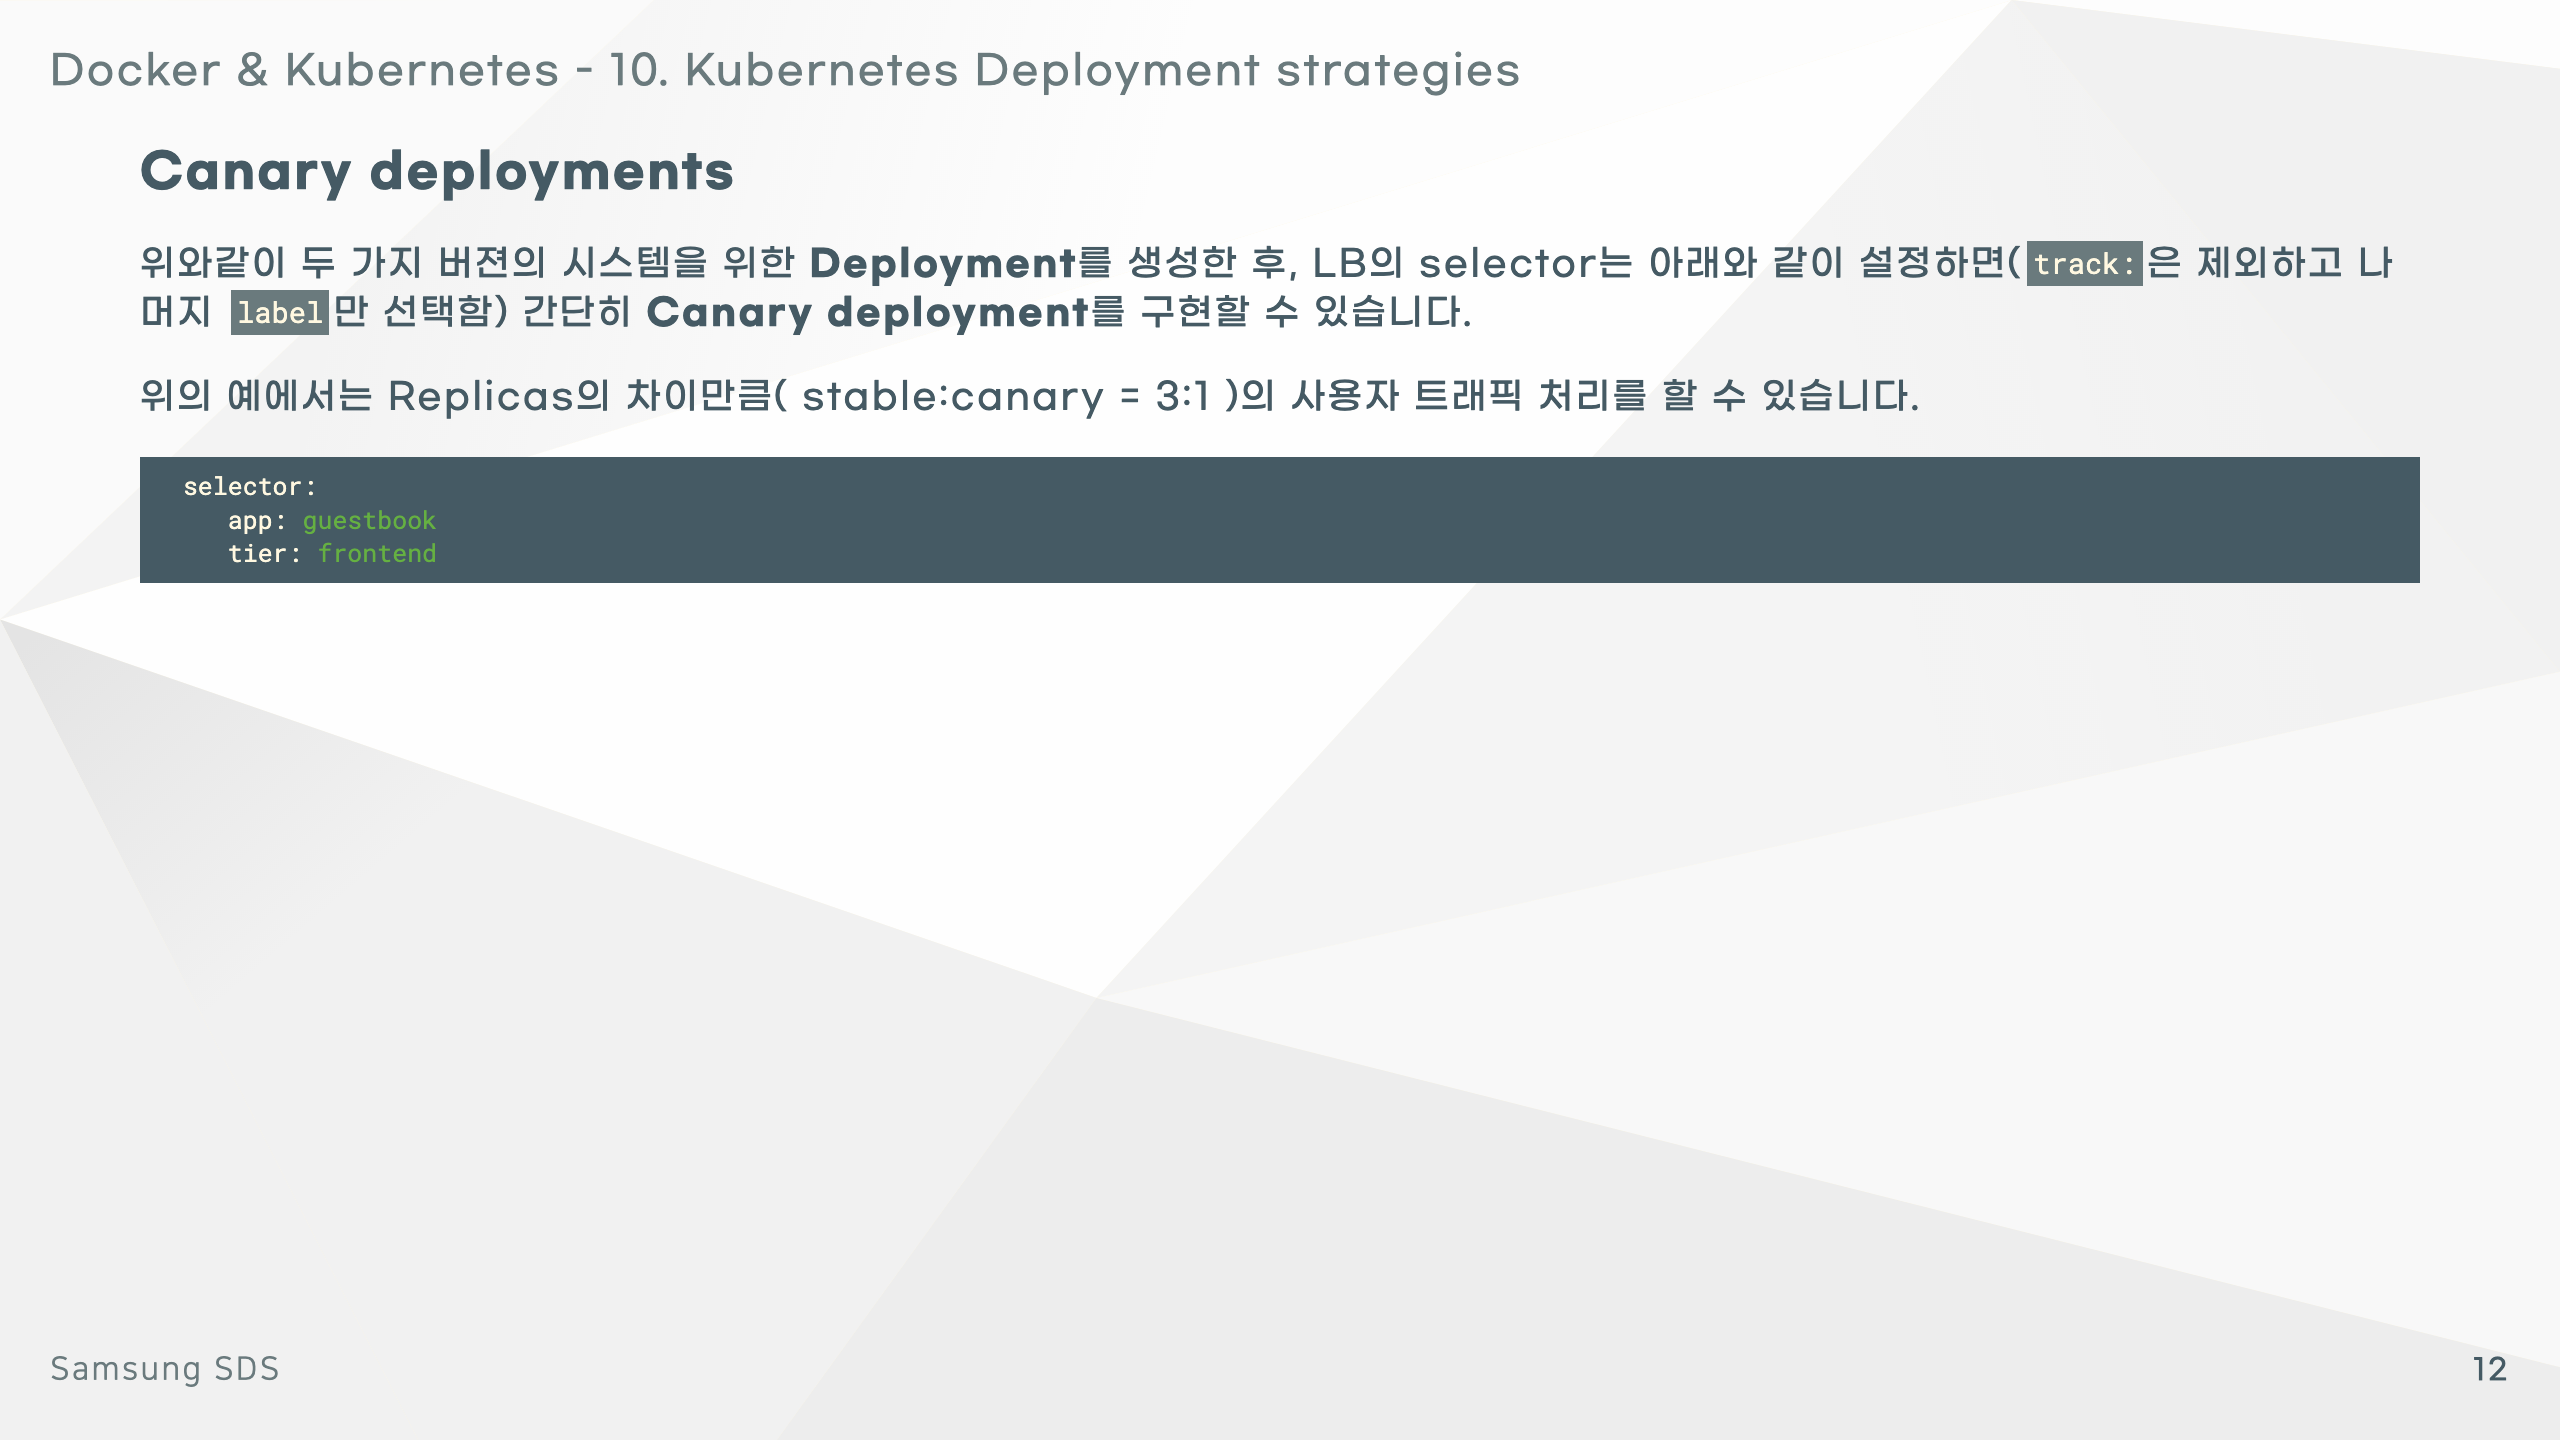 Docker & Kubernetes - 10. Kubernetes Deployment strategies
Canary deployments
위와같이 두 가지 버젼의 시스템을 위한 Deployment를 생성한 후, LB의 selector는 아래와 같이 설정하면( track: 은 제외하고 나
머지 label 만 선택함) 간단히 Canary deployment를 구현할 수 있습니다.
위의 예에서는 Replicas의 차이만큼( stable:canary = 3:1 )의 사용자 트래픽 처리를 할 수 있습니다.
selector:
   app: guestbook
   tier: frontend
Samsung SDS
12